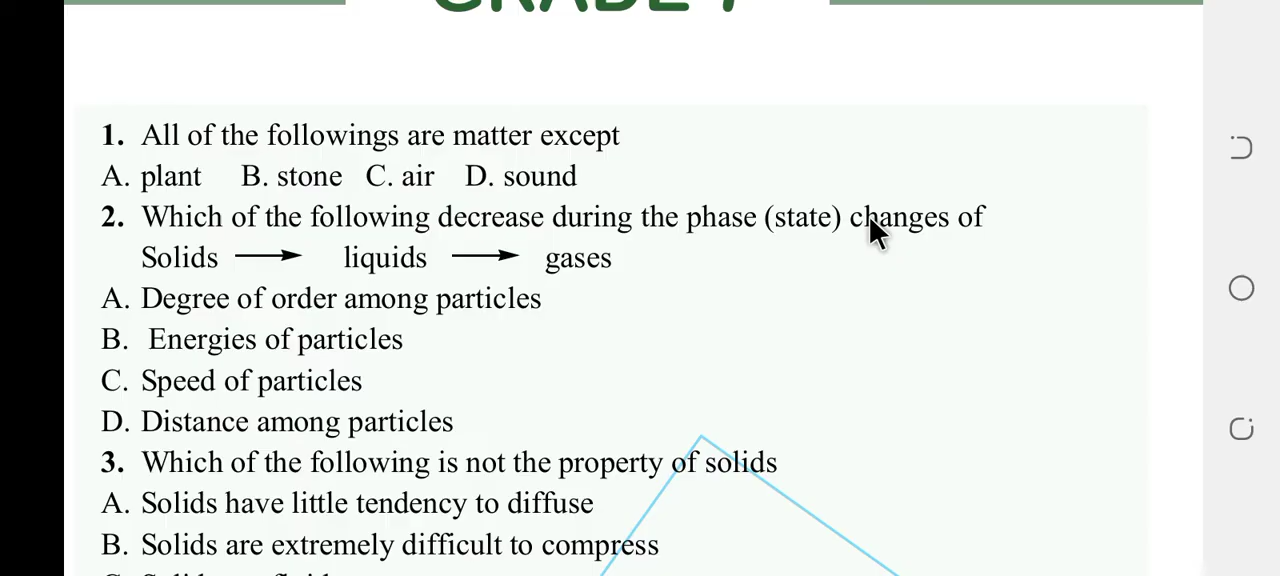 1. All of the followings are matter except
A. plant B. stone C. air D. sound
2. Which of the following decrease during the phase (state) changes of
Solids liquids gases
A. Degree of order among particles
B. Energies of particles
C. Speed of particles
D. Distance among particles
3. Which of the following is not the property of solids
A. Solids have little tendency to diffuse
B. Solids are extremely difficult to compress